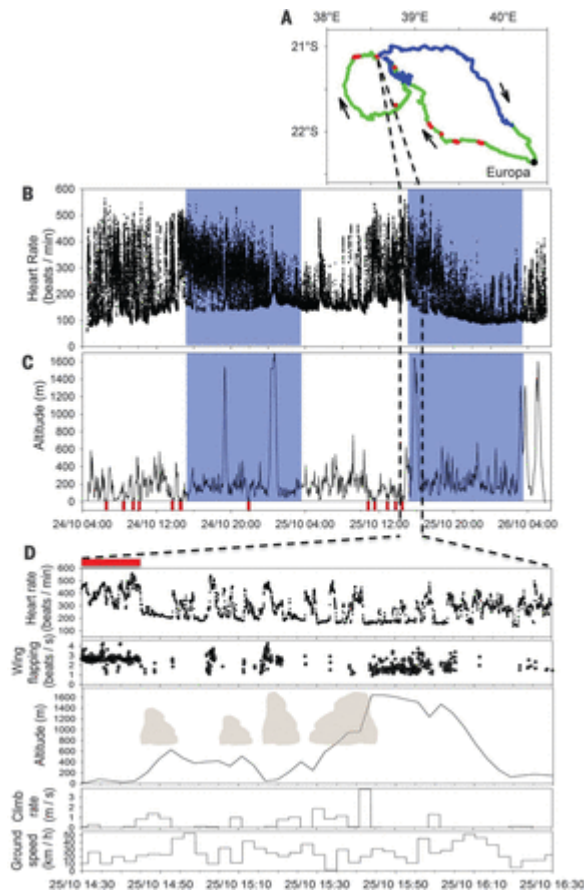 A
38°E 39°E 40°E
21°S
22°S
Europa
B
Heart Rate
(beats / min)
600
500
400
300
200
100
0
C
Altitude (m)
1600
1400
1200
1000
800
600
400
200
0
24/10 04:00 24/10 12:00 24/10 20:00 25/10 04:00 25/10 12:00 25/10 20:00 26/10 04:00
D
Heart rate
(beats / min)
600
500
400
300
200
100
Wing
flapping
(beats / s)
4
3
2
1
0
Altitude
(m)
1600
1400
1200
1000
800
600
400
200
0
Climb
rate
(m / s)
3
2
1
0
Ground
speed
(km / h)
25/10 14:30 25/10 14:50 25/10 15:10 25/10 15:30 25/10 15:50 25/10 16:10 25/10 16:30